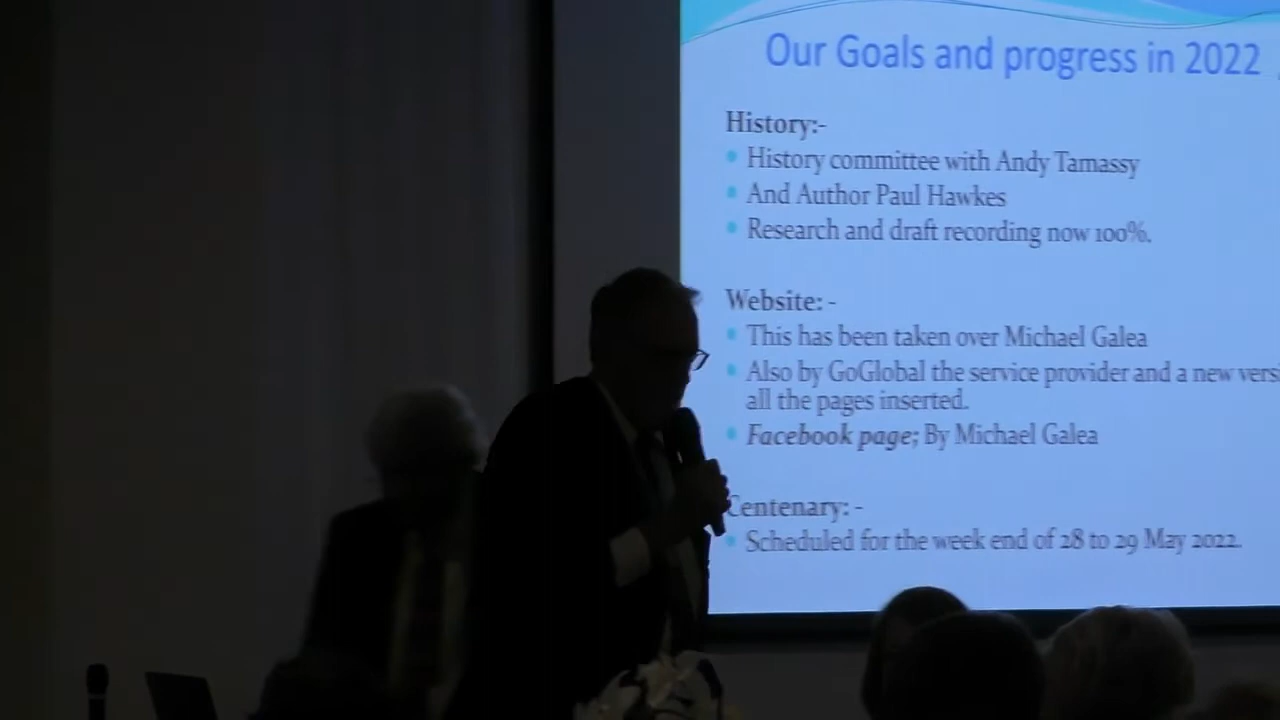 Our Goals and progress in 2022
History:-
History committee with Andy Tamassy
And Author Paul Hawkes
Research and draft recording now 100%.
Website: -
This has been taken over Michael Galea
Also by GoGlobal the service provider and a new versi
all the pages inserted.
Facebook page; By Michael Galea
Centenary: -
Scheduled for the week end of 28 to 29 May 2022.